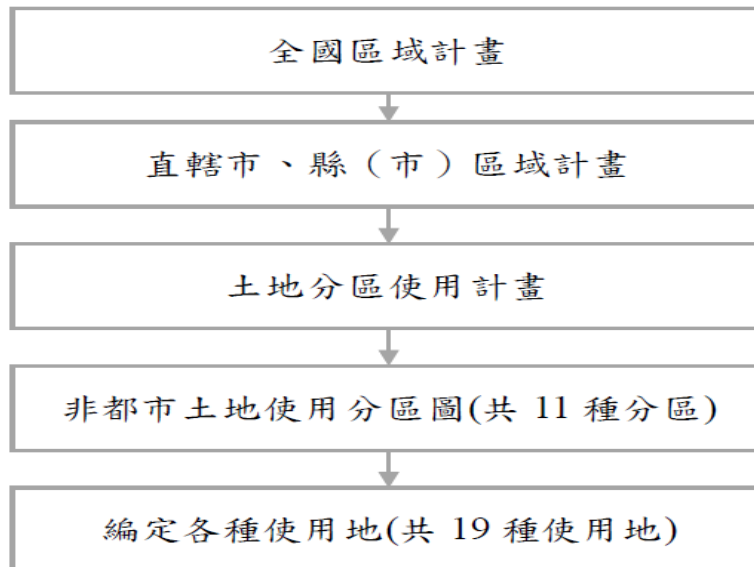 全國區域計畫
直轄市、縣（市）區域計畫
土地分區使用計畫
非都市土地使用分區圖(共 11 種分區)
編定各種使用地(共 19 種使用地)